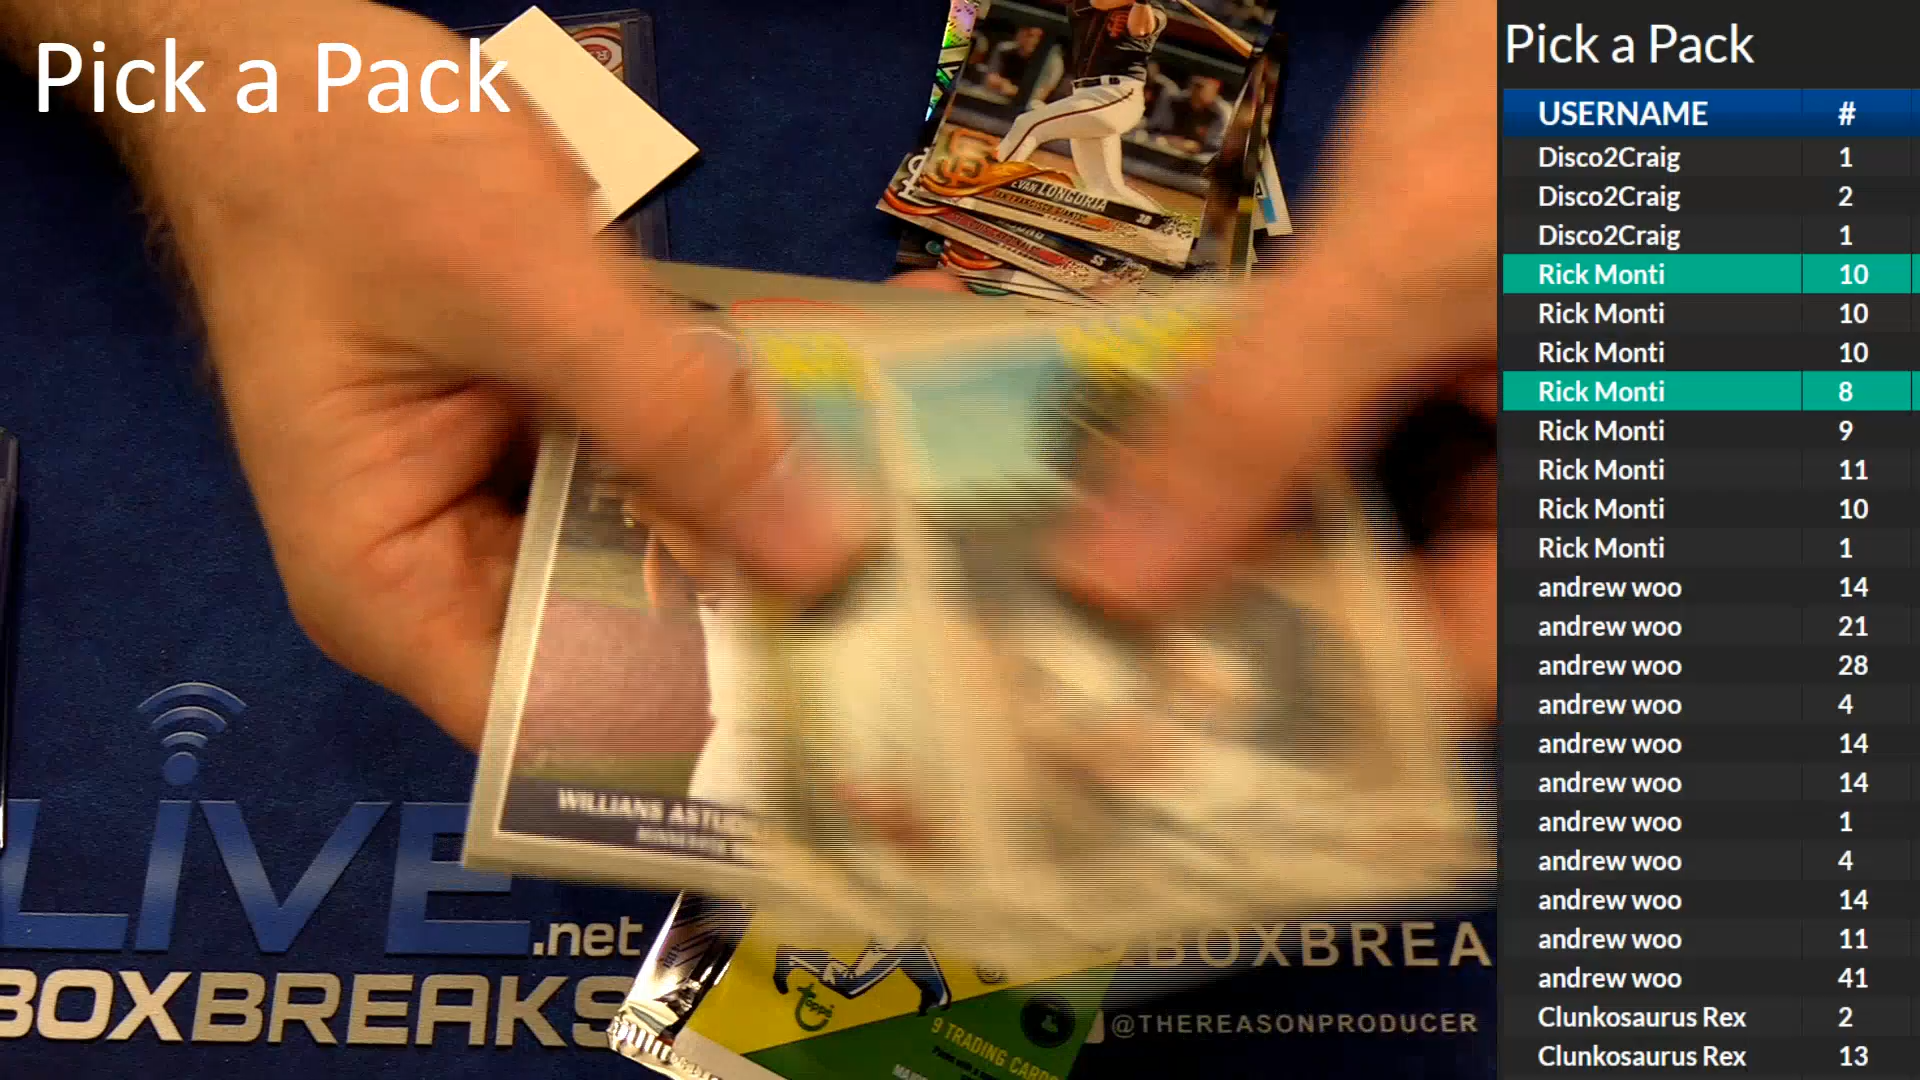 Pick a Pack
EVAN LONGORIA
3B
SS
WILLIANS
LIVE
.net
BOXBREAKS
BOXBREA
@THEREASONPRODUCER
Topps
9 TRADING CARDS
Pick a Pack
USERNAME #
Disco2Craig 1
Disco2Craig 2
Disco2Craig 1
Rick Monti 10
Rick Monti 10
Rick Monti 10
Rick Monti 8
Rick Monti 9
Rick Monti 11
Rick Monti 10
Rick Monti 1
andrew woo 14
andrew woo 21
andrew woo 28
andrew woo 4
andrew woo 14
andrew woo 14
andrew woo 1
andrew woo 4
andrew woo 14
andrew woo 11
andrew woo 41
Clunkosaurus Rex 2
Clunkosaurus Rex 13